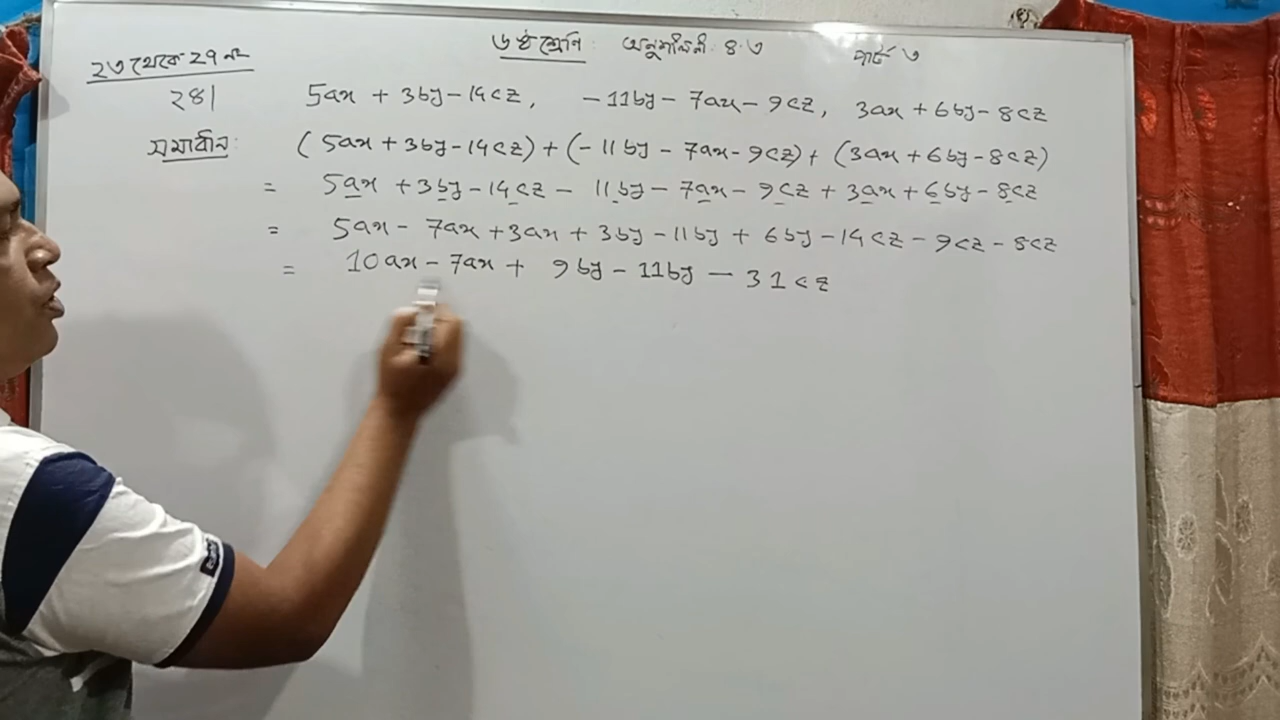 ৬ষ্ঠ শ্রেণি: অনুশীলনী: ৪.৩ পার্ট ৩
২৩ থেকে ২৭ নং
২৪|
5ax + 3by - 14cz, - 11by - 7ax - 9cz, 3ax + 6by - 8cz
সমাধান: (5ax + 3by - 14cz) + (- 11by - 7ax - 9cz) + (3ax + 6by - 8cz)
= 5ax + 3by - 14cz - 11by - 7ax - 9cz + 3ax + 6by - 8cz
= 5ax - 7ax + 3ax + 3by - 11by + 6by - 14cz - 9cz - 8cz
= 10ax - 7ax + 9by - 11by - 31cz